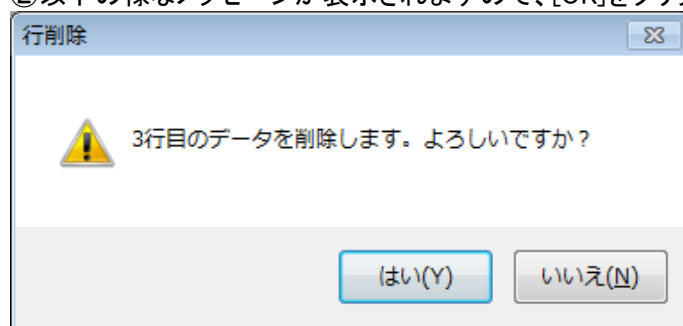 ②以下の様なメッセージが表示されますので、[OK]をクリ
行削除
3行目のデータを削除します。よろしいですか？
はい(Y)
いいえ(N)